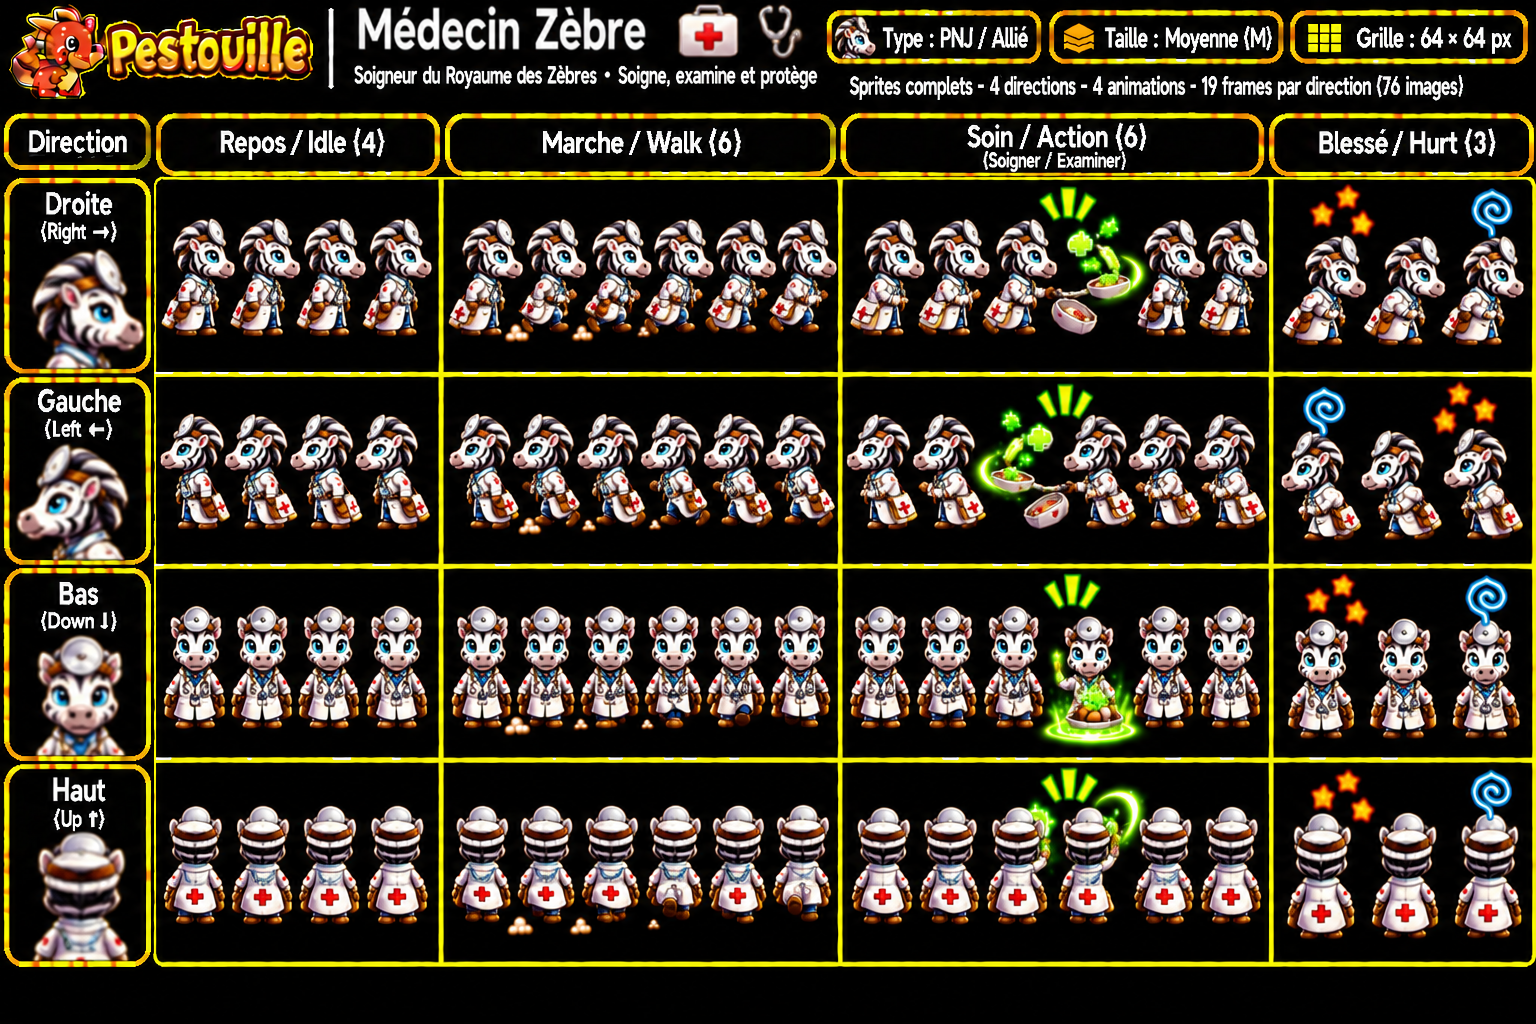 Pestouille
Médecin Zèbre
Soigneur du Royaume des Zèbres • Soigne, examine et protège
Type : PNJ / Allié
Taille : Moyenne (M)
Grille : 64 × 64 px
Sprites complets - 4 directions - 4 animations - 19 frames par direction (76 images)
Direction
Repos / Idle (4)
Marche / Walk (6)
Soin / Action (6)
(Soigner / Examiner)
Blessé / Hurt (3)
Droite
(Right →)
Gauche
(Left ←)
Bas
(Down ↓)
Haut
(Up ↑)